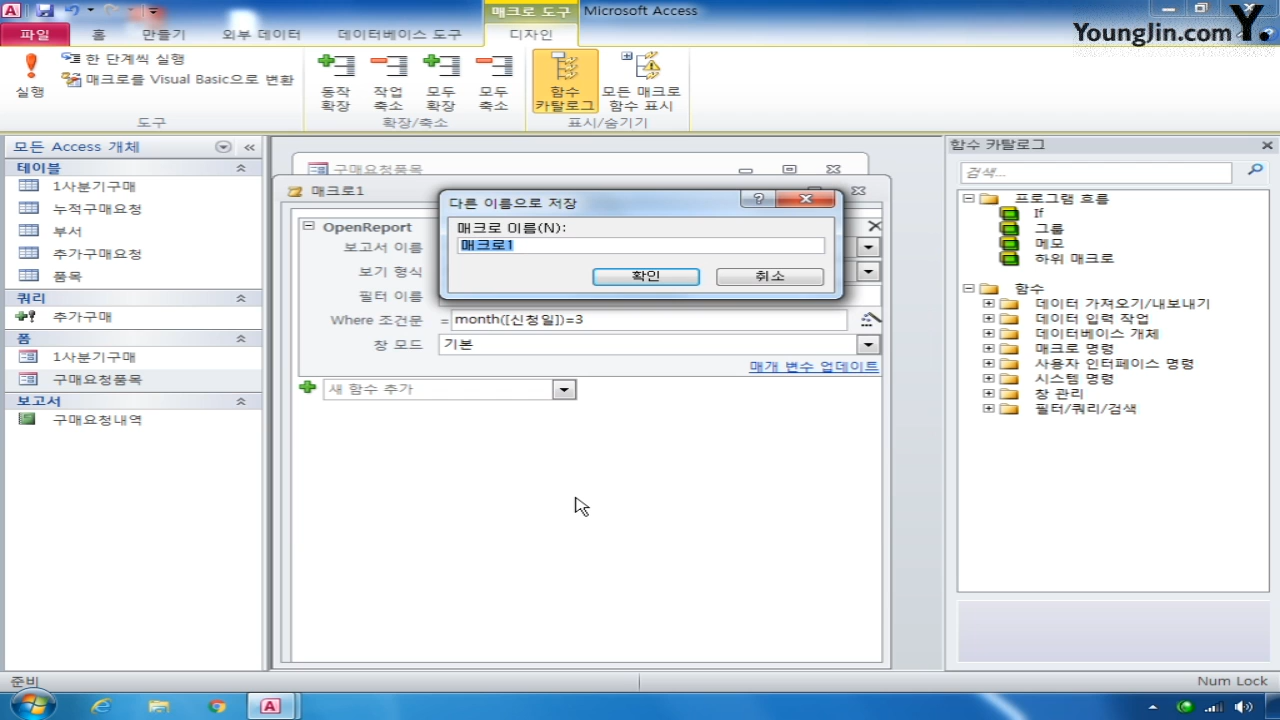 매크로 도구
Microsoft Access
YoungJin.com Y.
파일
홈
만들기
외부 데이터
데이터베이스 도구
디자인
실행
한 단계씩 실행
매크로를 Visual Basic으로 변환
도구
동작 확장
작업 축소
모두 확장
모두 축소
확장/축소
함수 카탈로그
모든 매크로 함수 표시
표시/숨기기
모든 Access 개체
테이블
1사분기구매
누적구매요청
부서
추가구매요청
품목
쿼리
추가구매
폼
1사분기구매
구매요청품목
보고서
구매요청내역
구매요청품목
매크로1
OpenReport
보고서 이름
보기 형식
필터 이름
Where 조건문
= month([신청일])=3
창 모드
기본
매개 변수 업데이트
새 함수 추가
다른 이름으로 저장
매크로 이름(N):
매크로1
확인
취소
함수 카탈로그
검색...
프로그램 흐름
If
그룹
메모
하위 매크로
함수
데이터 가져오기/내보내기
데이터 입력 작업
데이터베이스 개체
매크로 명령
사용자 인터페이스 명령
시스템 명령
창 관리
필터/쿼리/검색
준비
Num Lock